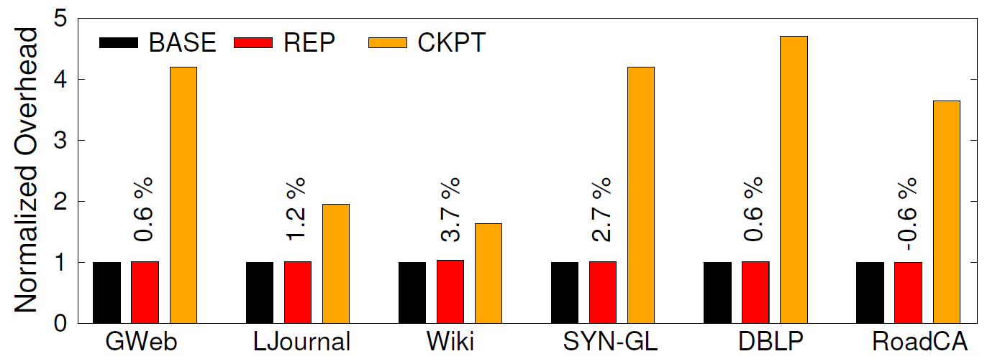 Normalized Overhead
5
4
3
2
1
0
BASE REP CKPT
0.6 % 1.2 % 3.7 % 2.7 % 0.6 % -0.6 %
GWeb LJournal Wiki SYN-GL DBLP RoadCA